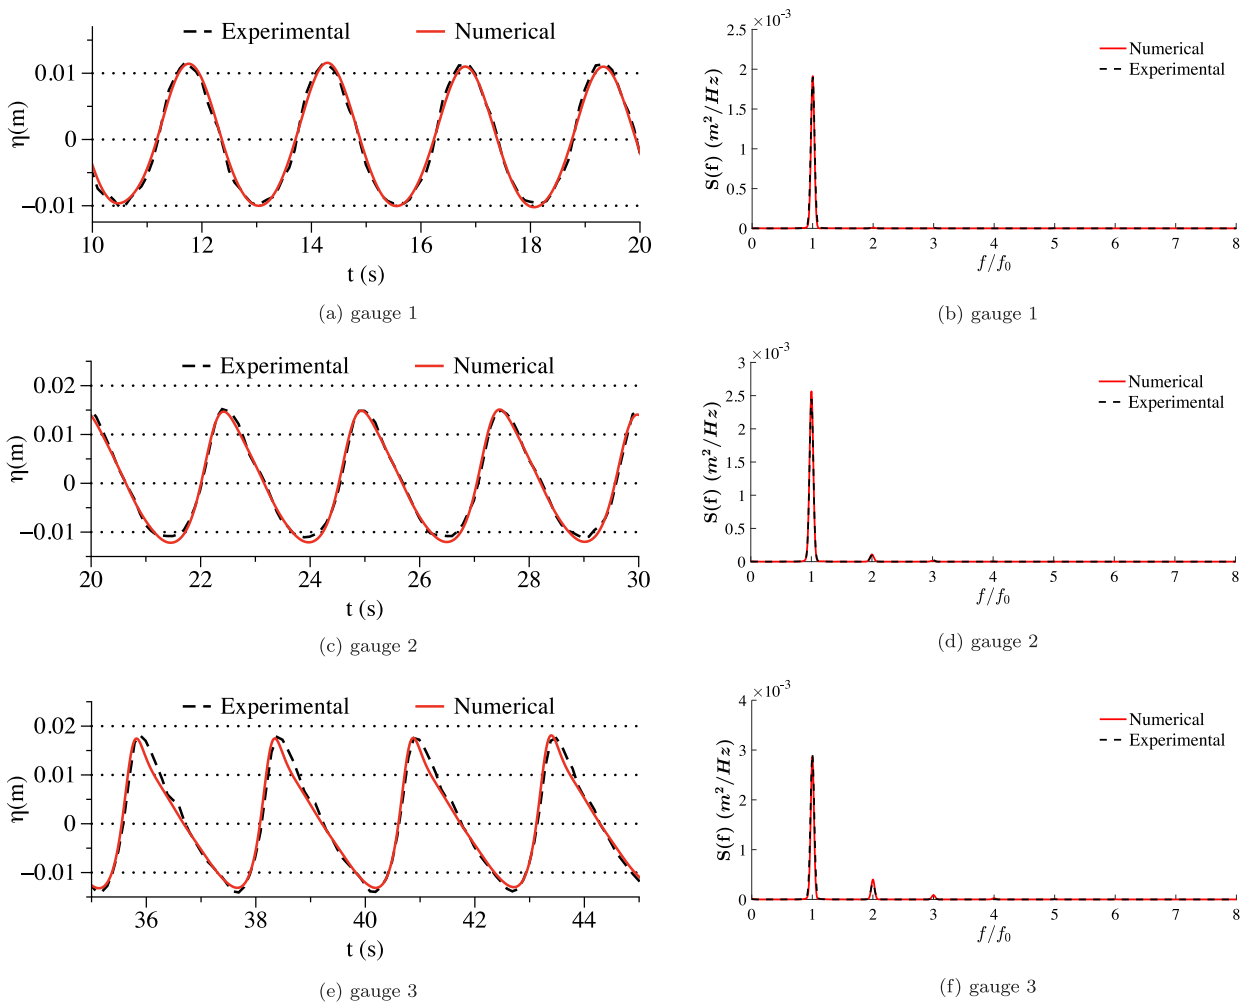 Experimental Numerical
0.01
0
−0.01
η(m)
10 12 14 16 18 20
t (s)
(a) gauge 1
×10-3
2.5
2
1.5
1
0.5
0
S(f) (m2/Hz)
Numerical
Experimental
0 1 2 3 4 5 6 7 8
f/f0
(b) gauge 1
Experimental Numerical
0.02
0.01
0
−0.01
η(m)
20 22 24 26 28 30
t (s)
(c) gauge 2
×10-3
3
2.5
2
1.5
1
0.5
0
S(f) (m2/Hz)
Numerical
Experimental
0 1 2 3 4 5 6 7 8
f/f0
(d) gauge 2
Experimental Numerical
0.02
0.01
0
−0.01
η(m)
36 38 40 42 44
t (s)
(e) gauge 3
×10-3
4
3
2
1
0
S(f) (m2/Hz)
Numerical
Experimental
0 1 2 3 4 5 6 7 8
f/f0
(f) gauge 3